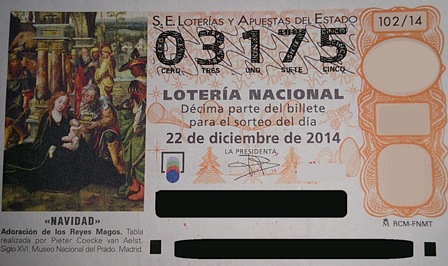 S.E. LOTERÍAS Y APUESTAS DEL ESTADO
102/14
03175
CERO TRES UNO SIETE CINCO
LOTERÍA NACIONAL
Décima parte del billete
para el sorteo del día
22 de diciembre de 2014
LA PRESIDENTA
«NAVIDAD»
Adoración de los Reyes Magos. Tabla
realizada por Pieter Coecke van Aelst.
Siglo XVI. Museo Nacional del Prado. Madrid.
RCM-FNMT